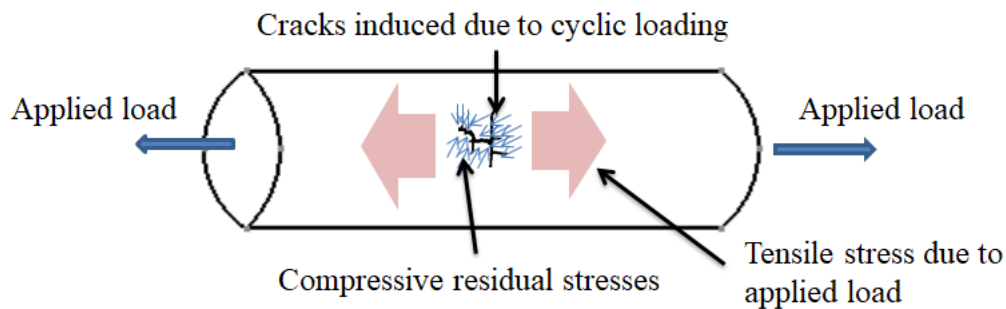 Cracks induced due to cyclic loading
Applied load
Applied load
Compressive residual stresses
Tensile stress due to
applied load